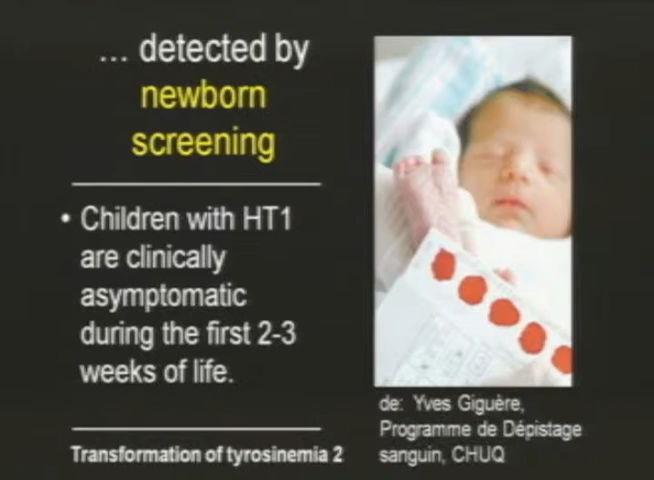 ... detected by
newborn
screening
• Children with HT1
are clinically
asymptomatic
during the first 2-3
weeks of life.
Transformation of tyrosinemia 2
de: Yves Giguère,
Programme de Dépistage
sanguin, CHUQ